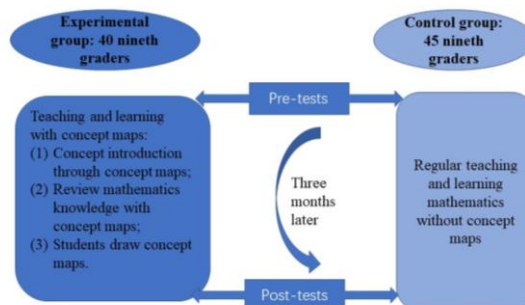 Experimental
group: 40 nineth
graders
Control group:
45 nineth
graders
Pre-tests
Teaching and learning
with concept maps:
(1) Concept introduction
through concept maps;
(2) Review mathematics
knowledge with
concept maps;
(3) Students draw concept
maps.
Three
months
later
Regular teaching
and learning
mathematics
without concept
maps
Post-tests